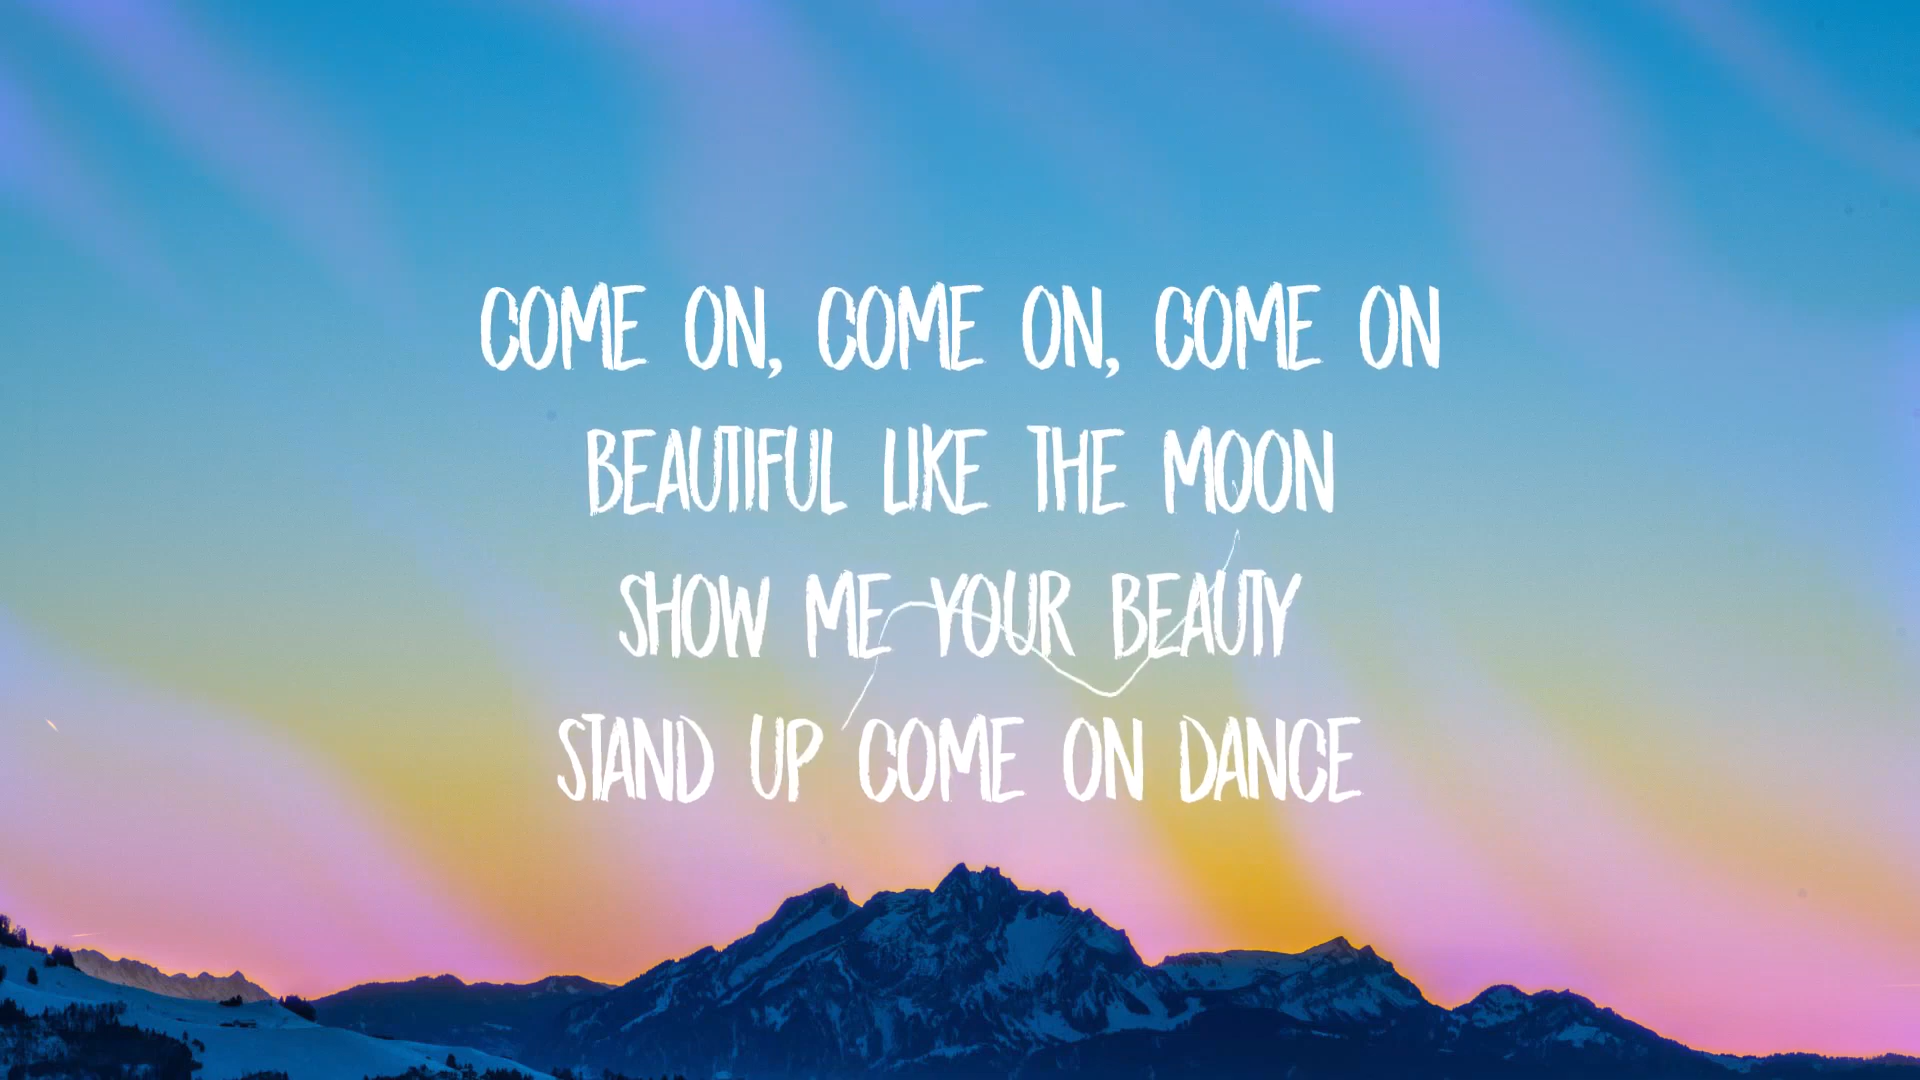 COME ON, COME ON, COME ON
BEAUTIFUL LIKE THE MOON
SHOW ME YOUR BEAUTY
STAND UP COME ON DANCE